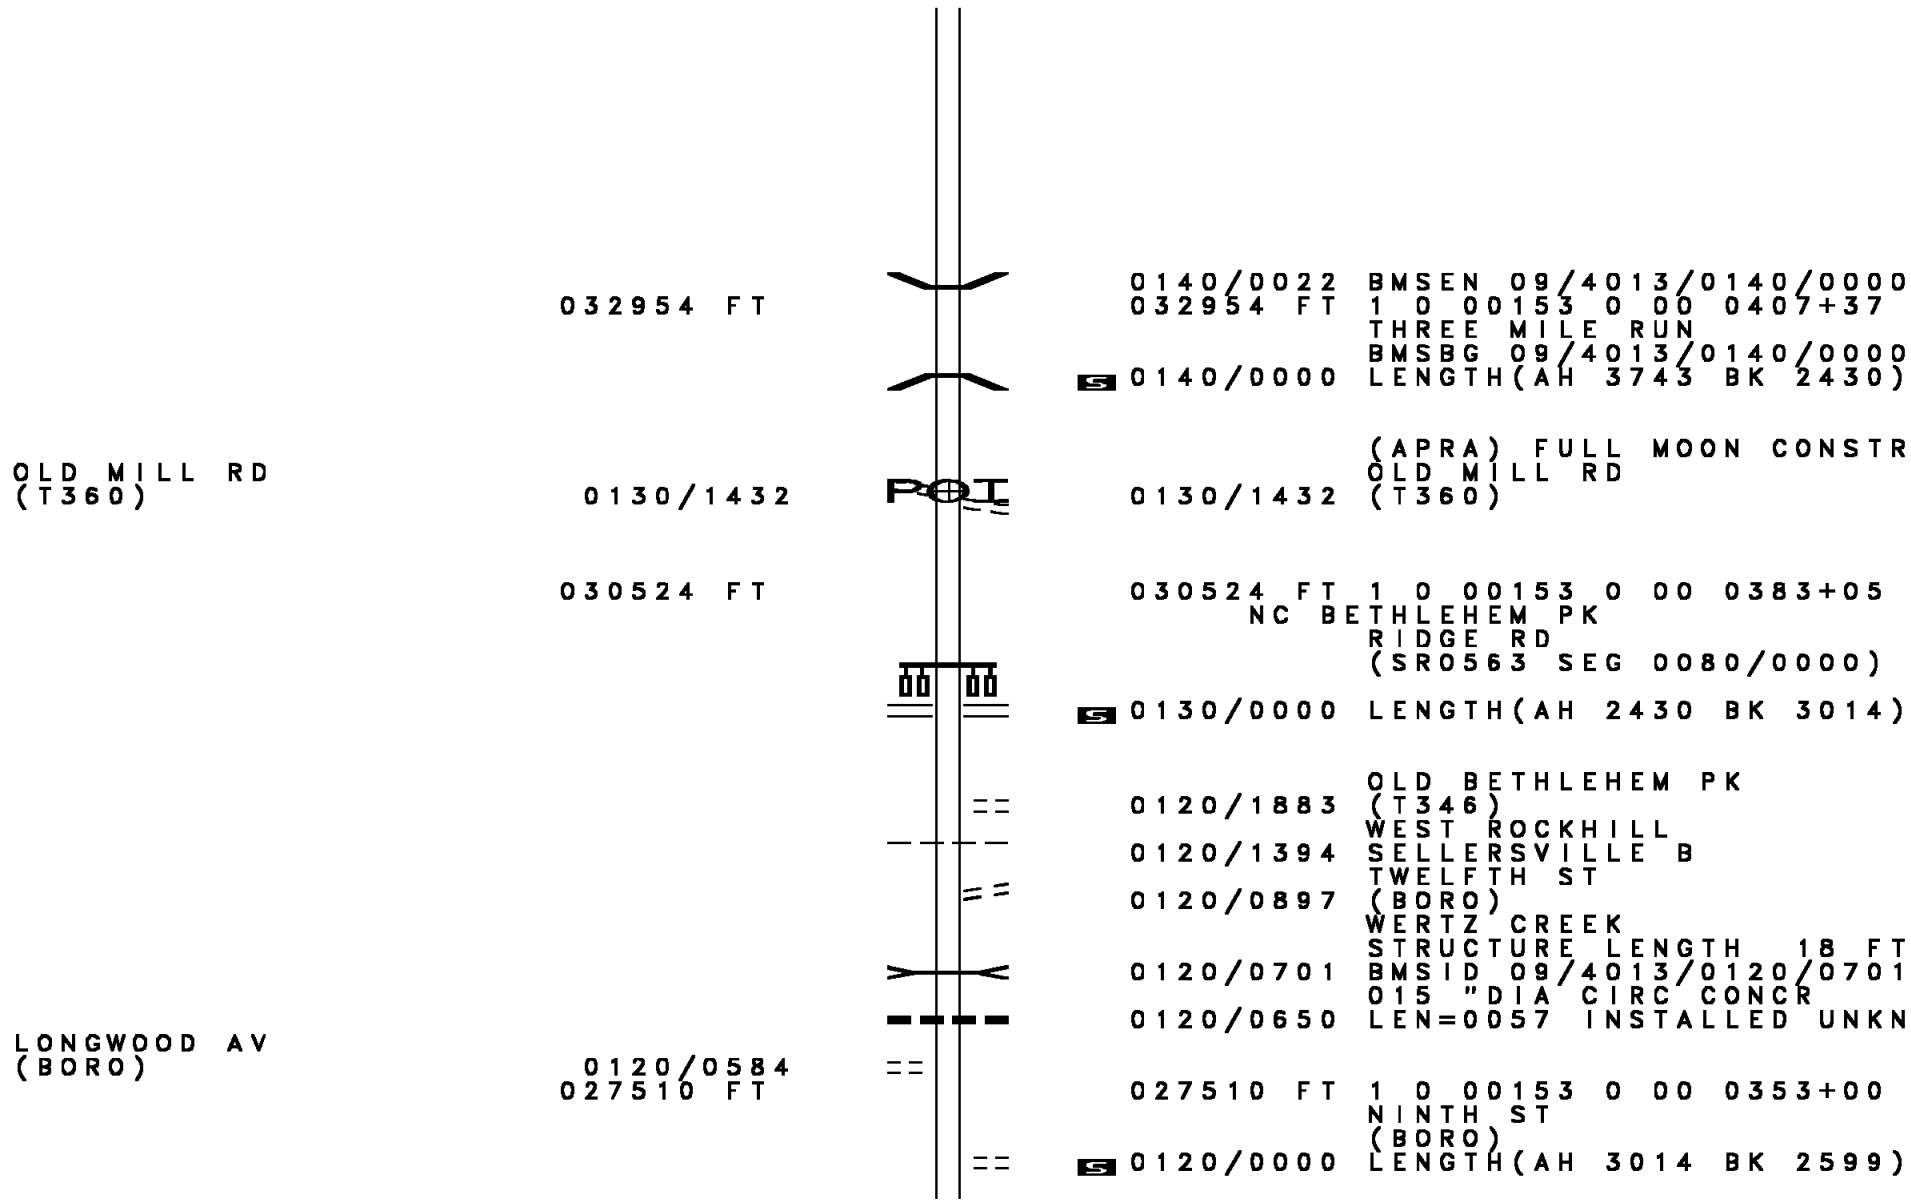 0140/0022 BMSEN 09/4013/0140/0000
032954 FT 032954 FT 1 0 00153 0 00 0407+37
THREE MILE RUN
BMSBG 09/4013/0140/0000
S 0140/0000 LENGTH(AH 3743 BK 2430)
(APRA) FULL MOON CONSTR
OLD MILL RD OLD MILL RD
(T360) 0130/1432 POI 0130/1432 (T360)
030524 FT 030524 FT 1 0 00153 0 00 0383+05
NC BETHLEHEM PK
RIDGE RD
(SR0563 SEG 0080/0000)
S 0130/0000 LENGTH(AH 2430 BK 3014)
OLD BETHLEHEM PK
0120/1883 (T346)
WEST ROCKHILL
0120/1394 SELLERSVILLE B
TWELFTH ST
0120/0897 (BORO)
WERTZ CREEK
STRUCTURE LENGTH 18 FT
0120/0701 BMSID 09/4013/0120/0701
015 "DIA CIRC CONCR
0120/0650 LEN=0057 INSTALLED UNKN
LONGWOOD AV
(BORO) 0120/0584
027510 FT 027510 FT 1 0 00153 0 00 0353+00
NINTH ST
(BORO)
S 0120/0000 LENGTH(AH 3014 BK 2599)